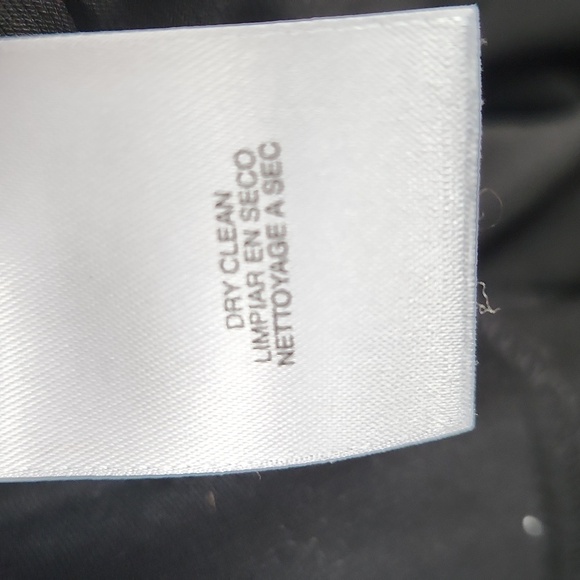 DRY CLEAN
LIMPIAR EN SECO
NETTOYAGE A SEC